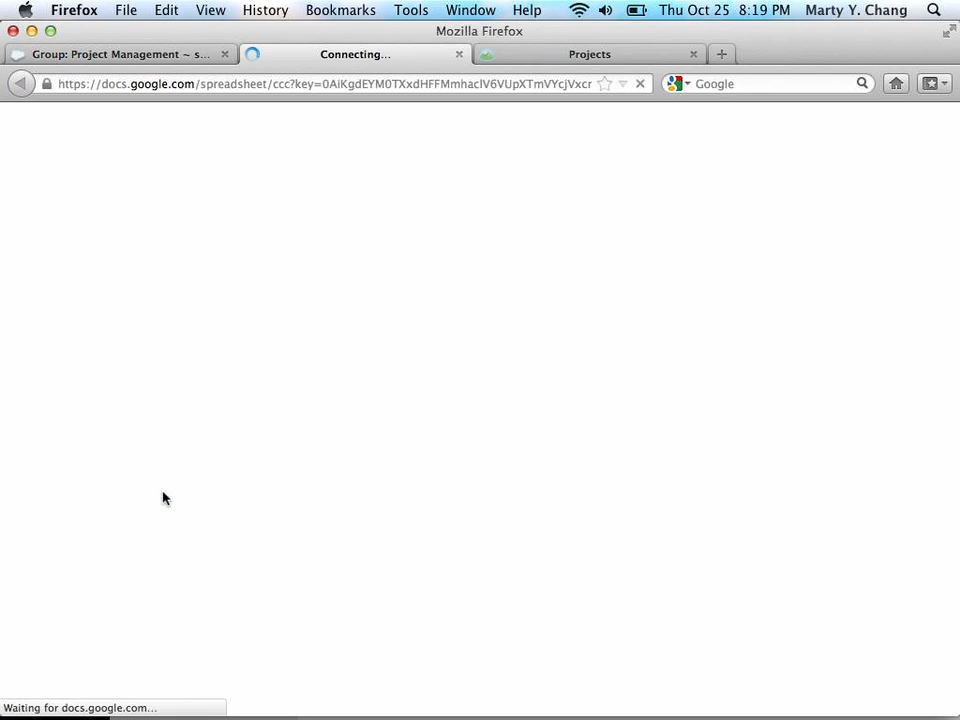 Firefox File Edit View History Bookmarks Tools Window Help Thu Oct 25 8:19 PM Marty Y. Chang
Mozilla Firefox
Group: Project Management ~ s... Connecting... Projects
https://docs.google.com/spreadsheet/ccc?key=0AiKgdEYM0TXxdHFFMmhaclV6VUpXTmVYcjVxcr Google
Waiting for docs.google.com...